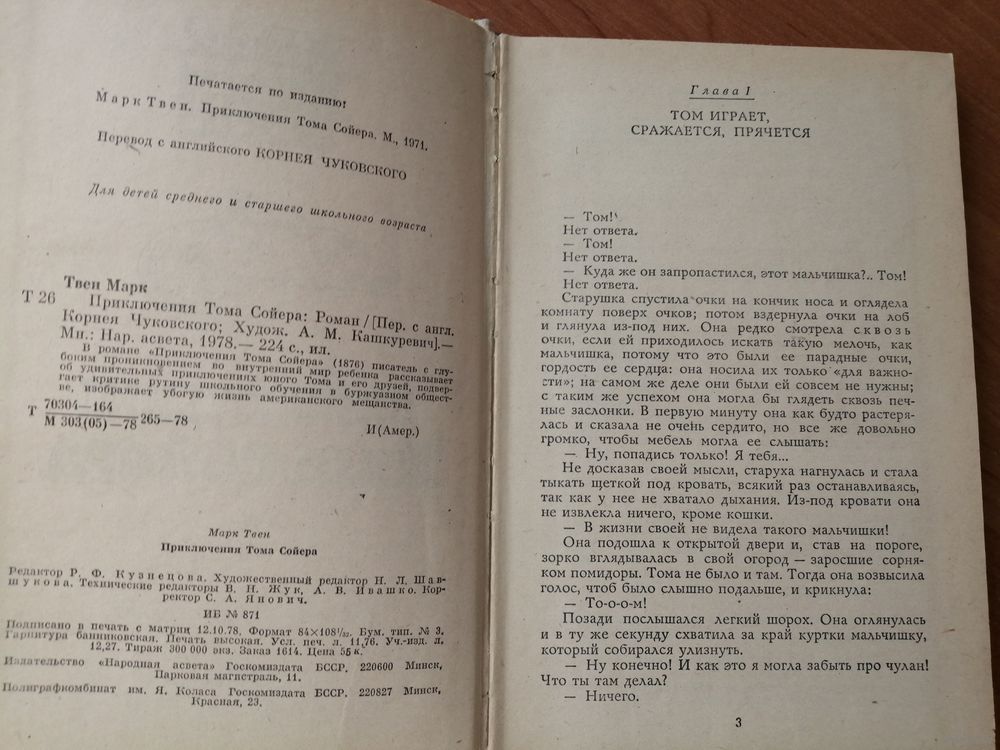 Печатается по изданию:
Марк Твен. Приключения Тома Сойера. М., 1971.
Перевод с английского КОРНЕЯ ЧУКОВСКОГО
Для детей среднего и старшего школьного возраста
Твен Марк
Т 26
Приключения Тома Сойера: Роман/[Пер. с англ.
Корнея Чуковского; Худож. А. М. Кашкуревич].—
Мн.: Нар. асвета, 1978.— 224 с., ил.
В романе «Приключения Тома Сойера» (1876) писатель с глу-
боким проникновением во внутренний мир ребенка рассказывает
об удивительных приключениях юного Тома и его друзей, подвер-
гает критике рутину школьного обучения в буржуазном общест-
ве, изображает убогую жизнь американского мещанства.
Т 70304—164
М 303(05)—78 265—78
И(Амер.)
Марк Твен
Приключения Тома Сойера
Редактор Р. Ф. Кузнецова. Художественный редактор Н. Л. Шав-
шукова. Технические редакторы В. Н. Жук, А. В. Ивашко. Кор-
ректор С. А. Янович.
ИБ № 871
Подписано в печать с матриц 12.10.78. Формат 84×108¹/₃₂. Бум. тип. № 3.
Гарнитура банниковская. Печать высокая. Усл. печ. л. 11,76. Уч.-изд. л.
12,27. Тираж 300 000 экз. Заказ 1614. Цена 55 к.
Издательство «Народная асвета» Госкомиздата БССР. 220600 Минск,
Парковая магистраль, 11.
Полиграфкомбинат им. Я. Коласа Госкомиздата БССР. 220827 Минск,
Красная, 23.
Глава I
ТОМ ИГРАЕТ,
СРАЖАЕТСЯ, ПРЯЧЕТСЯ
— Том!
Нет ответа.
— Том!
Нет ответа.
— Куда же он запропастился, этот мальчишка?.. Том!
Нет ответа.
Старушка спустила очки на кончик носа и оглядела
комнату поверх очков; потом вздернула очки на лоб
и глянула из-под них. Она редко смотрела сквозь
очки, если ей приходилось искать такую мелочь, как
мальчишка, потому что это были ее парадные очки,
гордость ее сердца: она носила их только «для важно-
сти»; на самом же деле они были ей совсем не нужны;
с таким же успехом она могла бы глядеть сквозь печ-
ные заслонки. В первую минуту она как будто растеря-
лась и сказала не очень сердито, но все же довольно
громко, чтобы мебель могла ее слышать:
— Ну, попадись только! Я тебя...
Не досказав своей мысли, старуха нагнулась и стала
тыкать щеткой под кровать, всякий раз останавливаясь,
так как у нее не хватало дыхания. Из-под кровати она
не извлекла ничего, кроме кошки.
— В жизни своей не видела такого мальчишки!
Она подошла к открытой двери и, став на пороге,
зорко вглядывалась в свой огород — заросшие сорня-
ком помидоры. Тома не было и там. Тогда она возвысила
голос, чтоб было слышно подальше, и крикнула:
— То-о-о-м!
Позади послышался легкий шорох. Она оглянулась
и в ту же секунду схватила за край куртки мальчишку,
который собирался улизнуть.
— Ну конечно! И как это я могла забыть про чулан!
Что ты там делал?
— Ничего.
3